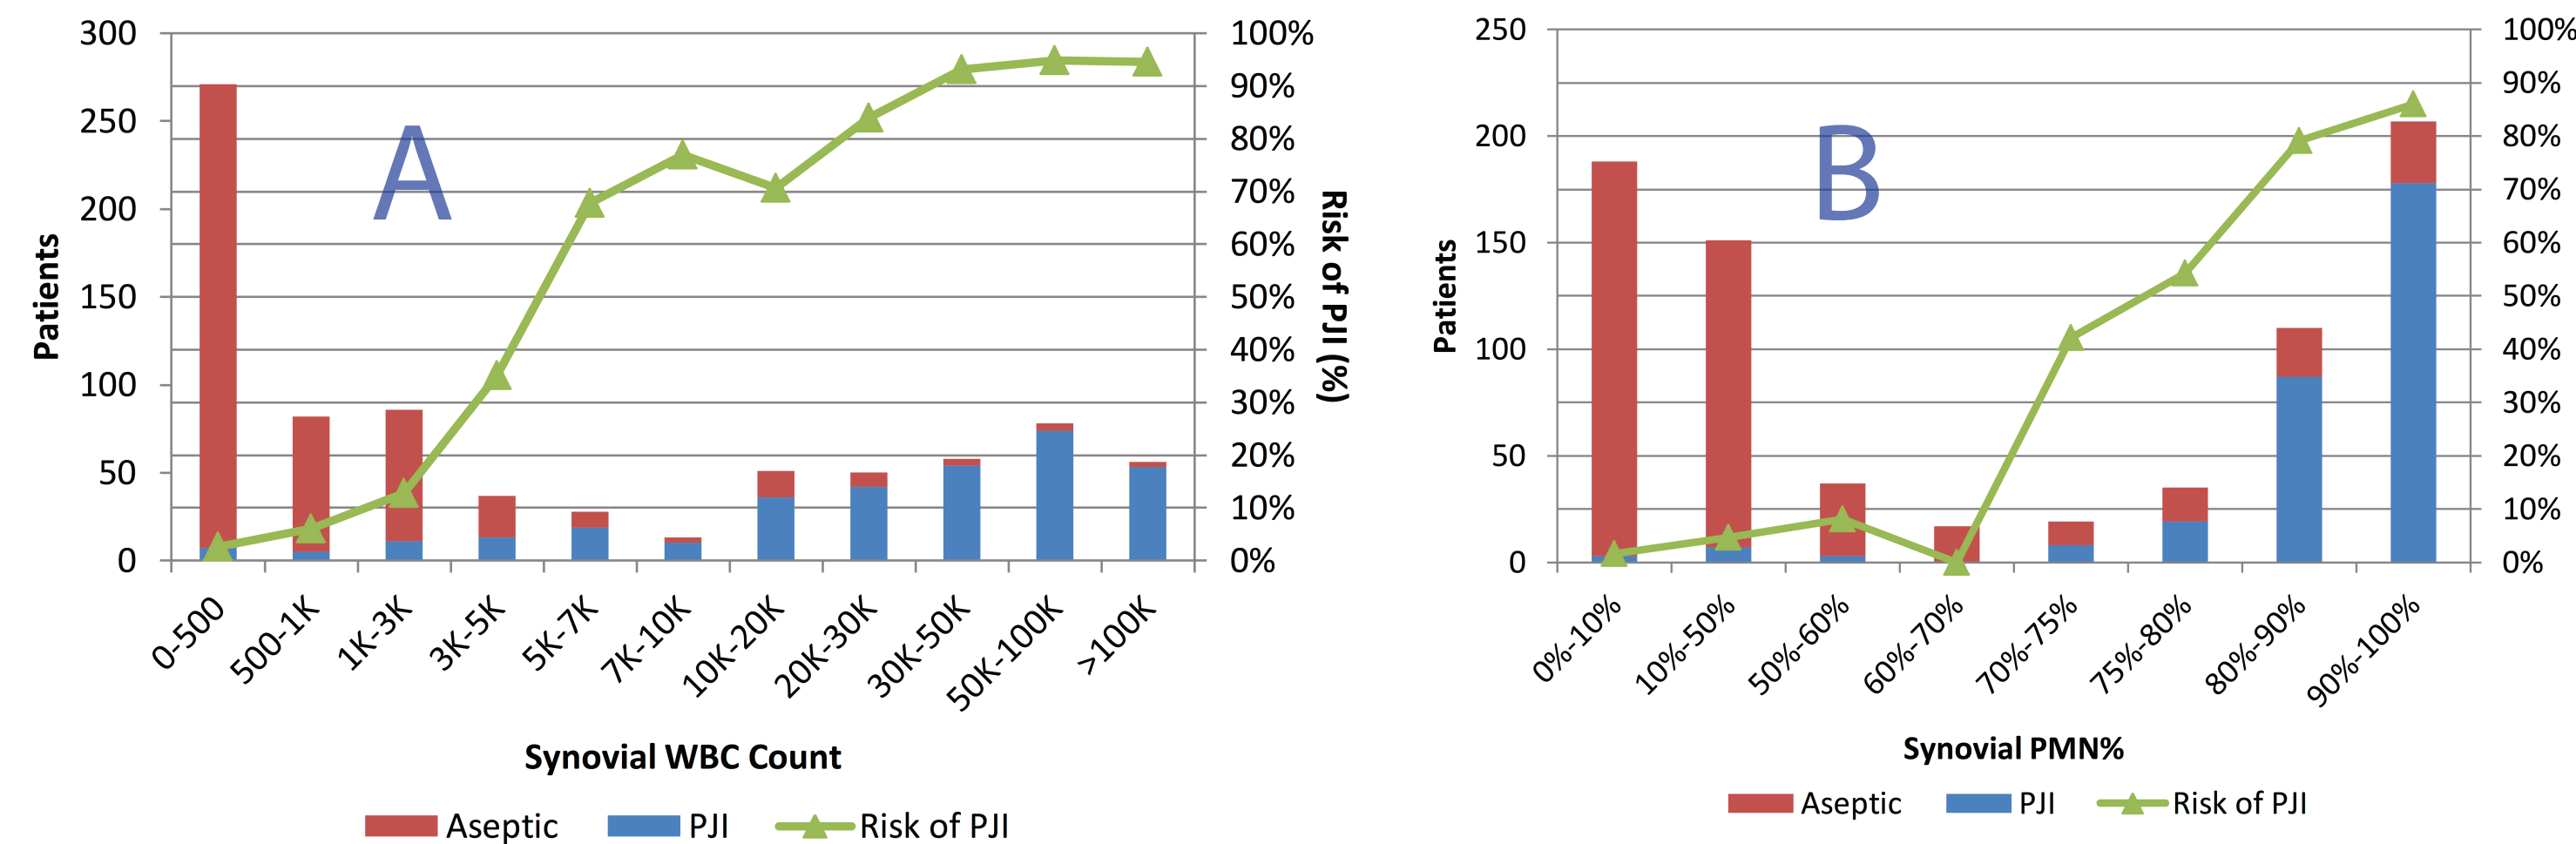 A
300
250
200
150
100
50
0
Patients
100%
90%
80%
70%
60%
50%
40%
30%
20%
10%
0%
Risk of PJI (%)
0-500
500-1K
1K-3K
3K-5K
5K-7K
7K-10K
10K-20K
20K-30K
30K-50K
50K-100K
>100K
Synovial WBC Count
Aseptic PJI Risk of PJI
B
250
200
150
100
50
0
Patients
100%
90%
80%
70%
60%
50%
40%
30%
20%
10%
0%
0%-10%
10%-50%
50%-60%
60%-70%
70%-75%
75%-80%
80%-90%
90%-100%
Synovial PMN%
Aseptic PJI Risk of PJI